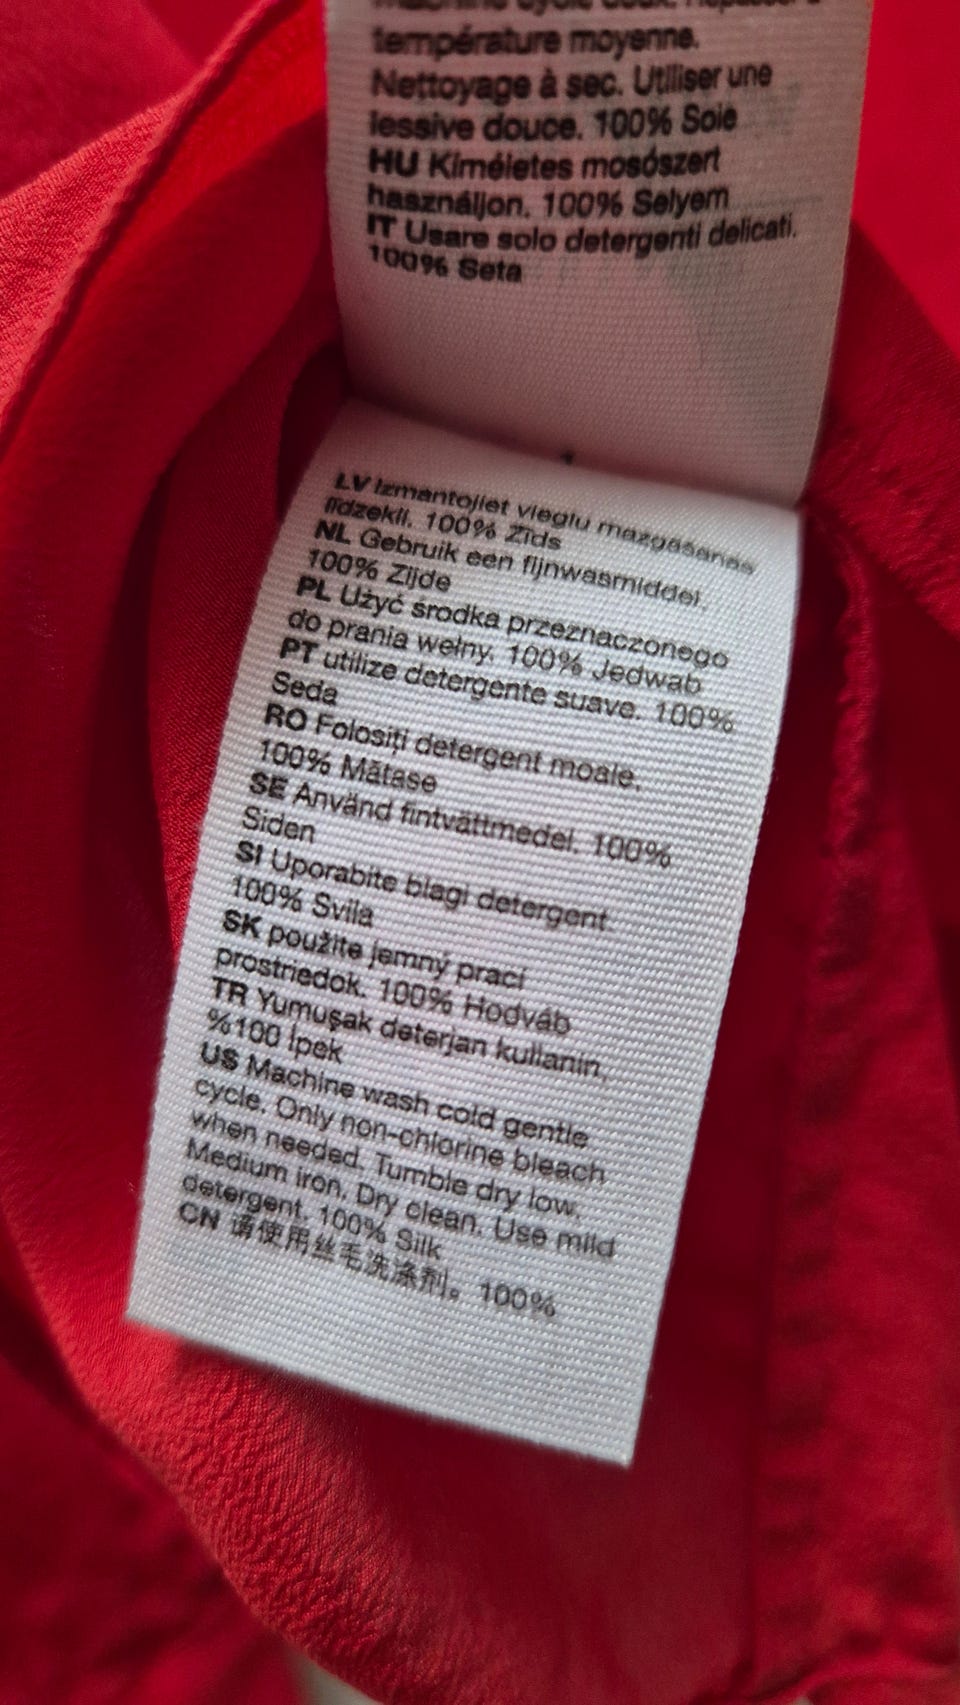 température moyenne.
Nettoyage à sec. Utiliser une
lessive douce. 100% Soie
HU Kíméletes mosószert
használjon. 100% Selyem
IT Usare solo detergenti delicati.
100% Seta
LV Izmantojiet vieglu mazgāšanas
līdzekli. 100% Zīds
NL Gebruik een fijnwasmiddel.
100% Zijde
PL Użyć środka przeznaczonego
do prania wełny. 100% Jedwab
PT utilize detergente suave. 100%
Seda
RO Folosiți detergent moale.
100% Mătase
SE Använd fintvättmedel. 100%
Siden
SI Uporabite blagi detergent.
100% Svila
SK použite jemný prací
prostriedok. 100% Hodváb
TR Yumuşak deterjan kullanin.
%100 İpek
US Machine wash cold gentle
cycle. Only non-chlorine bleach
when needed. Tumble dry low.
Medium iron. Dry clean. Use mild
detergent. 100% Silk
CN 请使用丝毛洗涤剂。100%